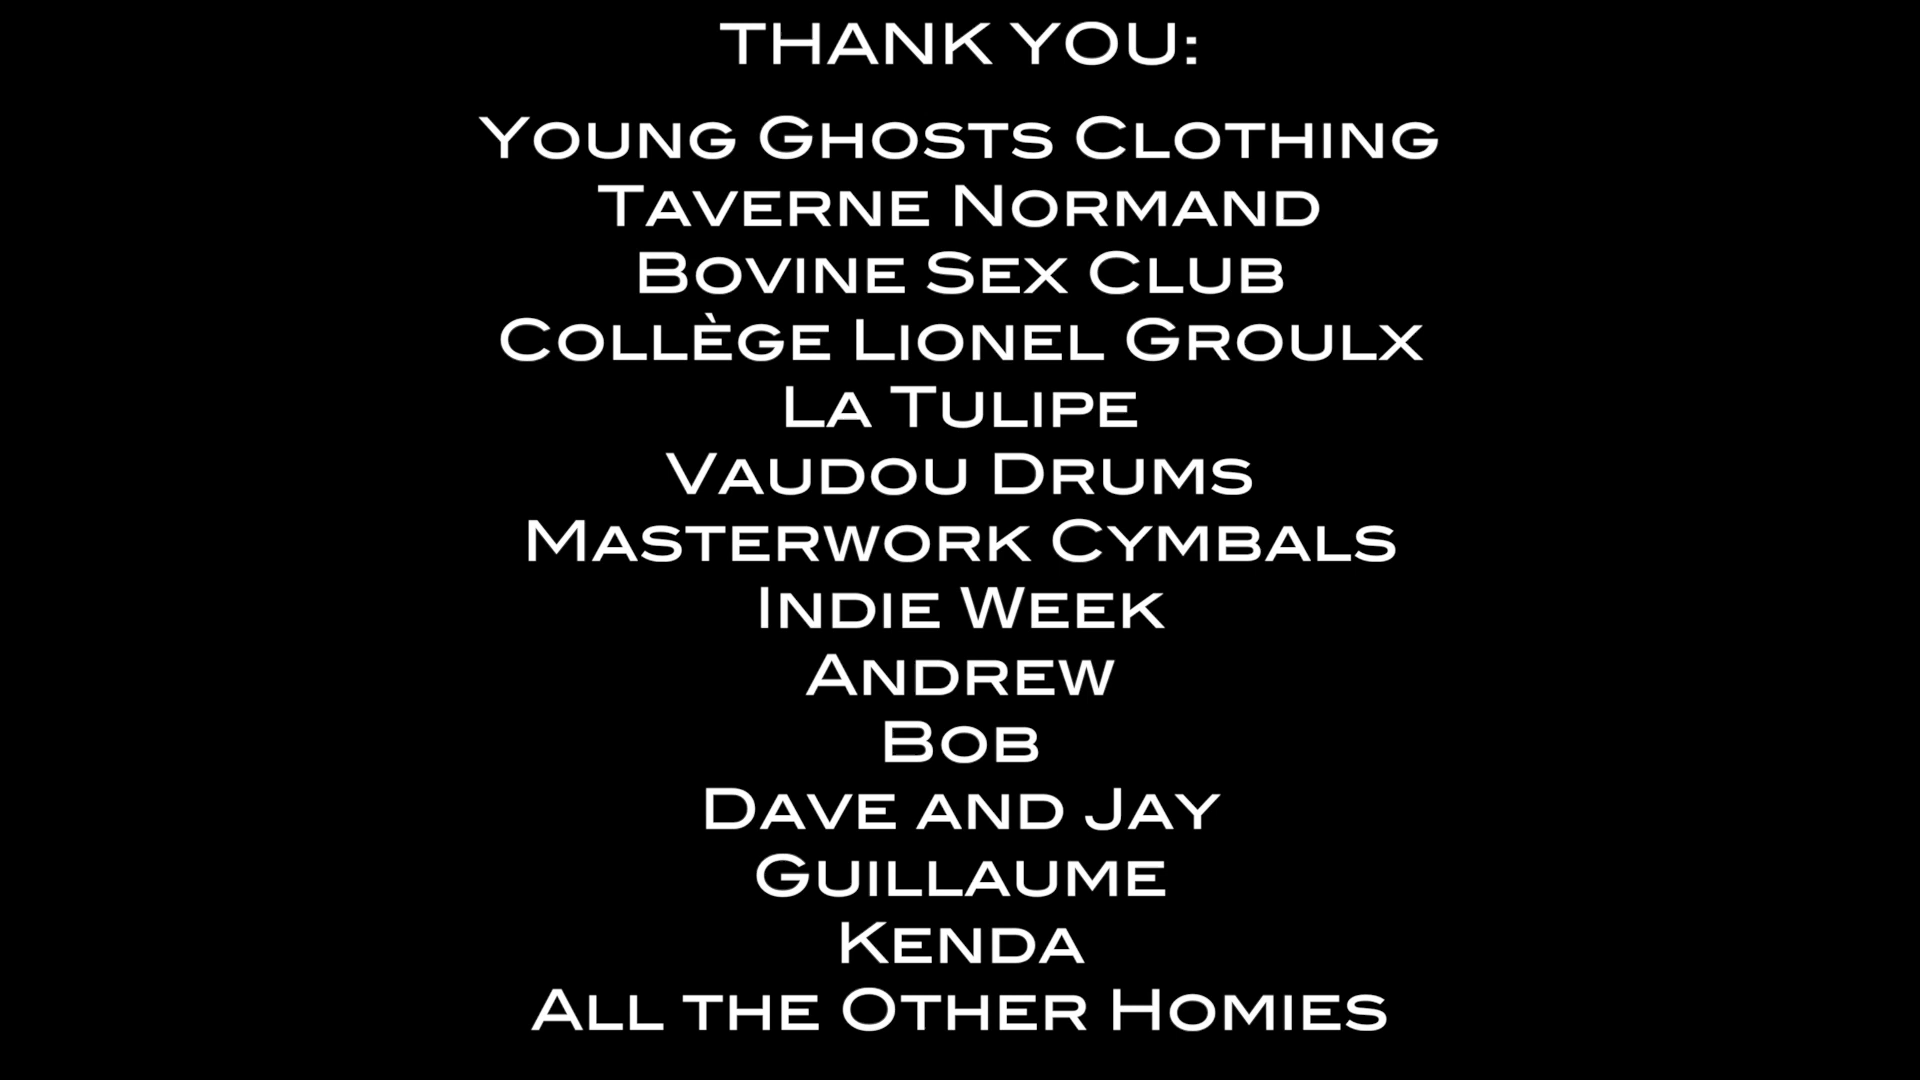 THANK YOU:
Young Ghosts Clothing
Taverne Normand
Bovine Sex Club
Collège Lionel Groulx
La Tulipe
Vaudou Drums
Masterwork Cymbals
Indie Week
Andrew
Bob
Dave and Jay
Guillaume
Kenda
All the Other Homies